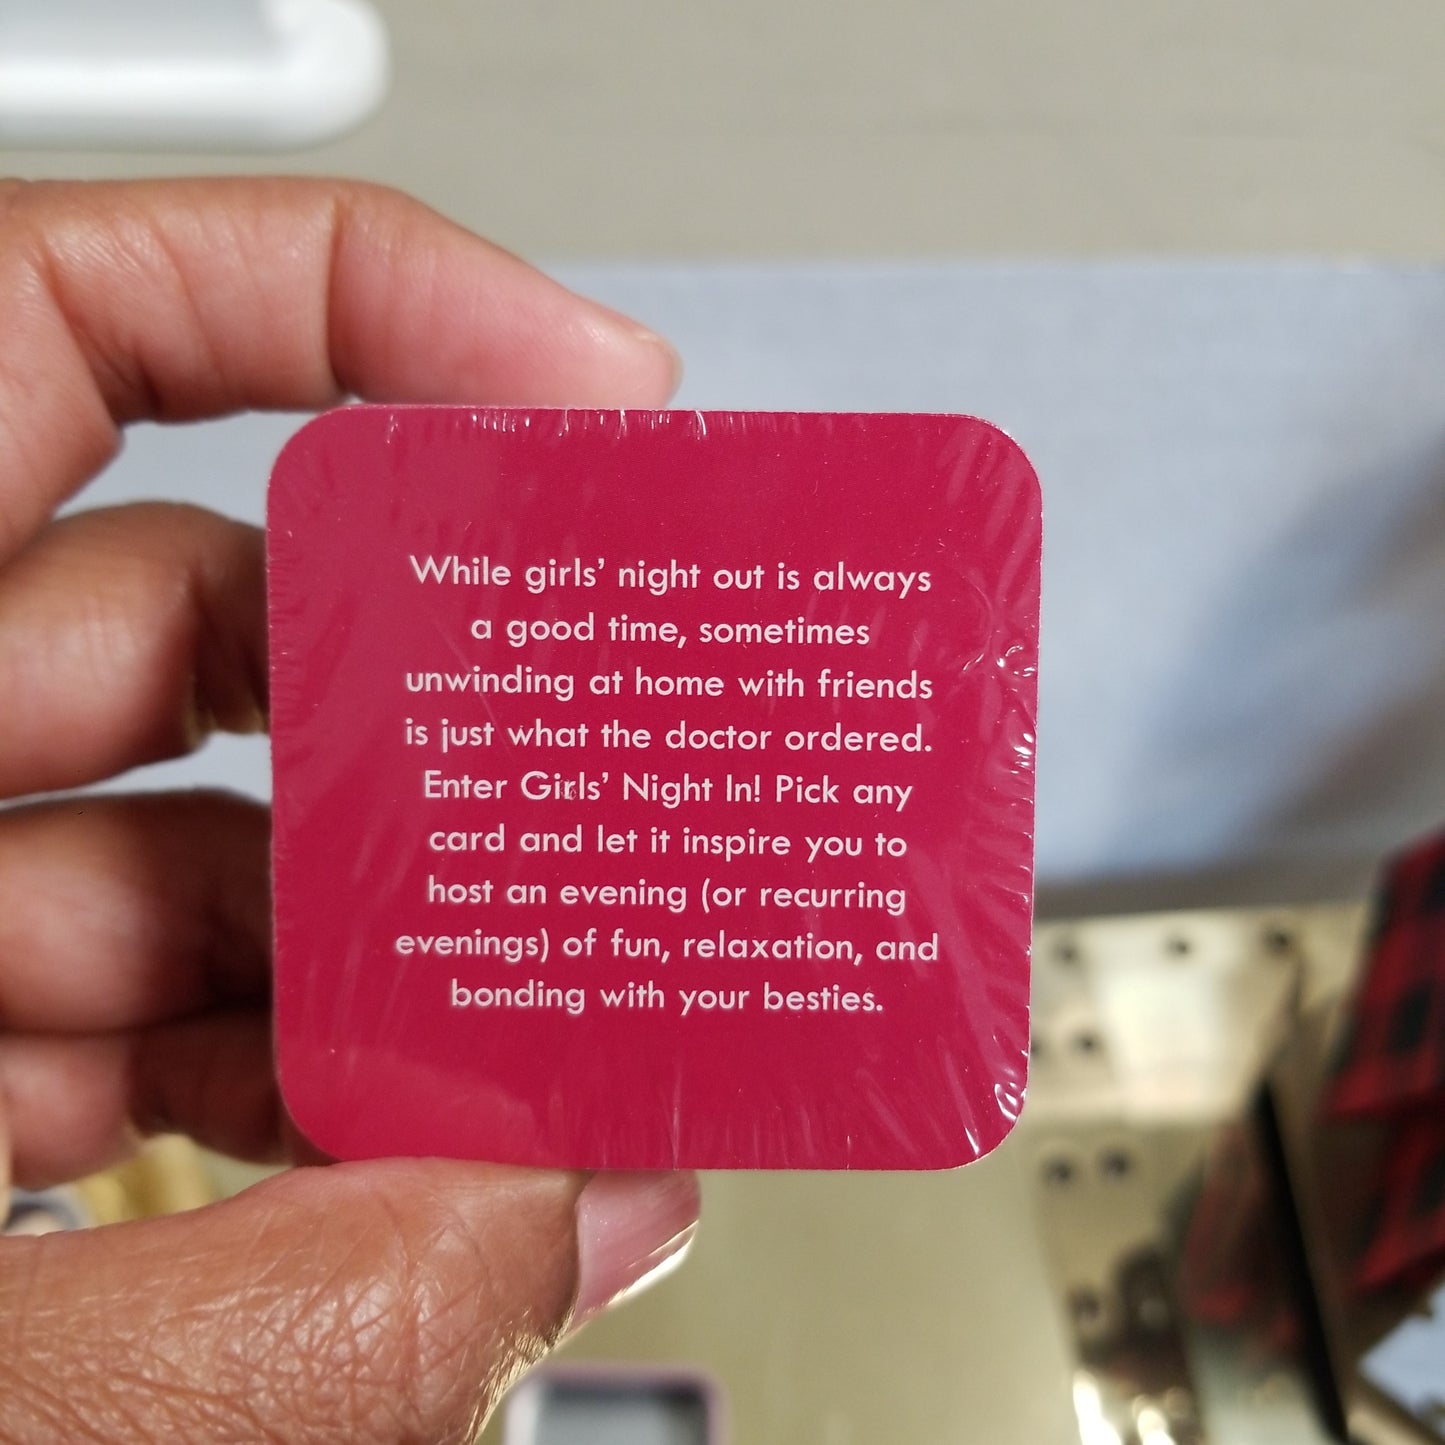 While girls’ night out is always
a good time, sometimes
unwinding at home with friends
is just what the doctor ordered.
Enter Girls’ Night In! Pick any
card and let it inspire you to
host an evening (or recurring
evenings) of fun, relaxation, and
bonding with your besties.